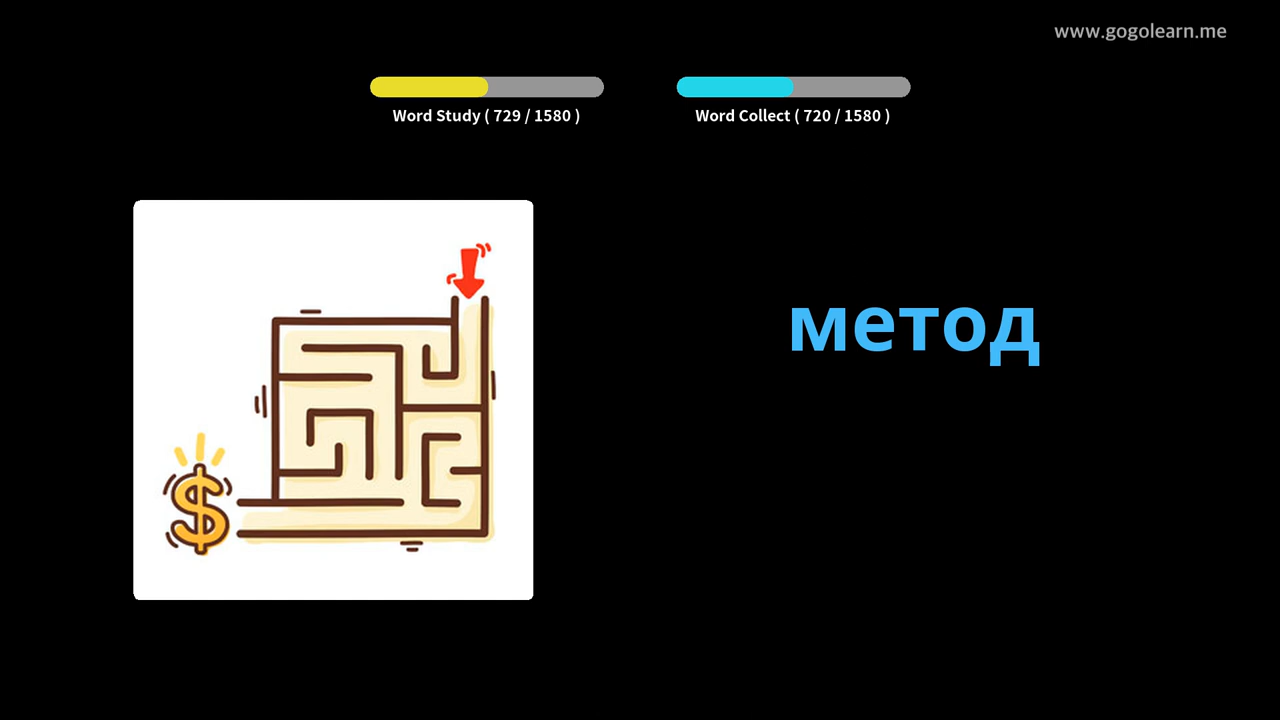 www.gogolearn.me
Word Study ( 729 / 1580 )
Word Collect ( 720 / 1580 )
метод
$